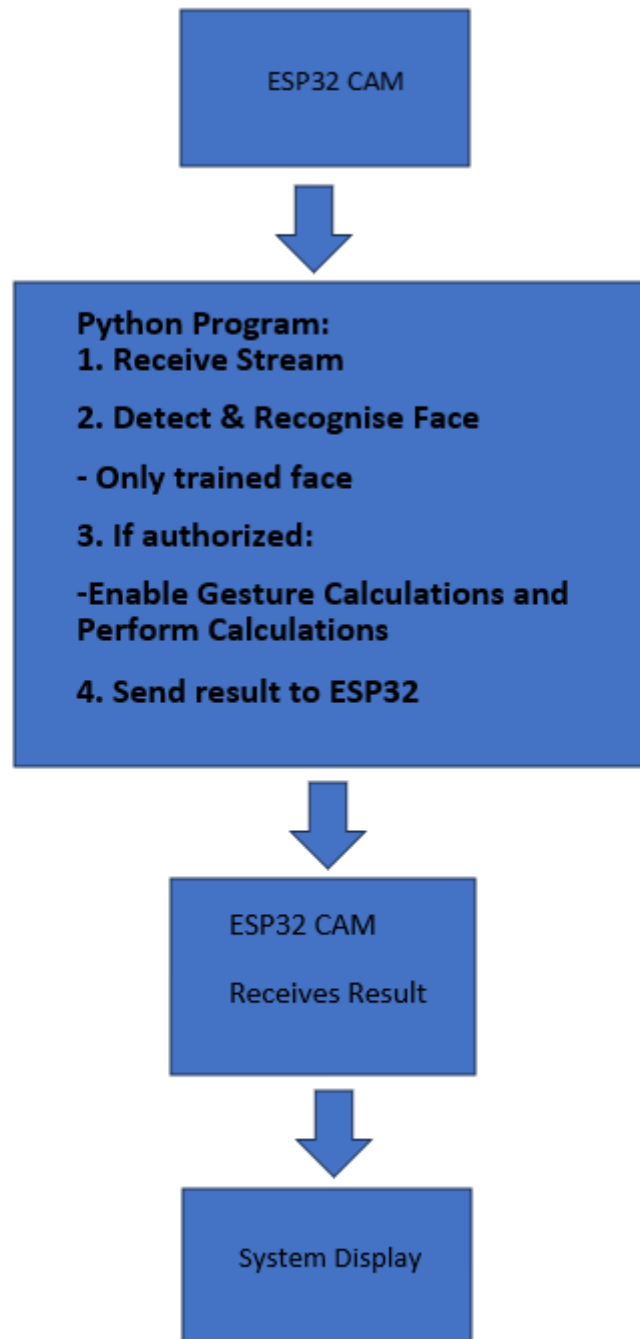 ESP32 CAM
Python Program:
1. Receive Stream
2. Detect & Recognise Face
- Only trained face
3. If authorized:
-Enable Gesture Calculations and
Perform Calculations
4. Send result to ESP32
ESP32 CAM
Receives Result
System Display